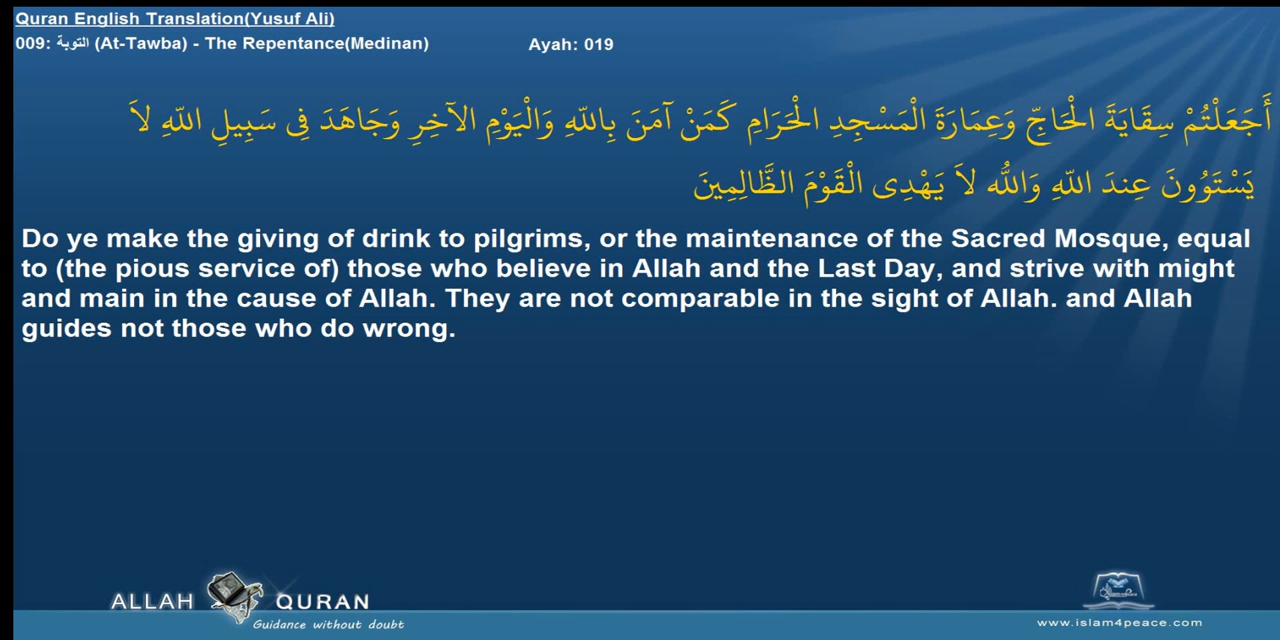 Quran English Translation(Yusuf Ali)
009: التوبة (At-Tawba) - The Repentance(Medinan) Ayah: 019
أَجَعَلْتُمْ سِقَايَةَ الْحَاجِّ وَعِمَارَةَ الْمَسْجِدِ الْحَرَامِ كَمَنْ آمَنَ بِاللّهِ وَالْيَوْمِ الآخِرِ وَجَاهَدَ فِى سَبِيلِ اللّهِ لاَ
يَسْتَوُونَ عِندَ اللّهِ وَاللّهُ لاَ يَهْدِى الْقَوْمَ الظَّالِمِينَ
Do ye make the giving of drink to pilgrims, or the maintenance of the Sacred Mosque, equal
to (the pious service of) those who believe in Allah and the Last Day, and strive with might
and main in the cause of Allah. They are not comparable in the sight of Allah. and Allah
guides not those who do wrong.
ALLAH QURAN
Guidance without doubt
www.islam4peace.com